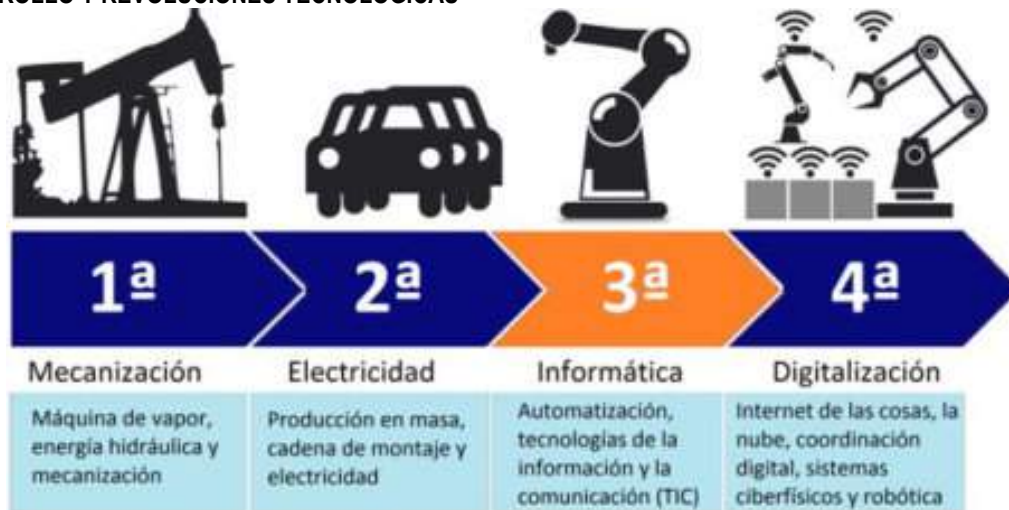 1ª
2ª
3ª
4ª
Mecanización
Electricidad
Informática
Digitalización
Máquina de vapor,
energía hidráulica y
mecanización
Producción en masa,
cadena de montaje y
electricidad
Automatización,
tecnologías de la
información y la
comunicación (TIC)
Internet de las cosas, la
nube, coordinación
digital, sistemas
ciberfísicos y robótica